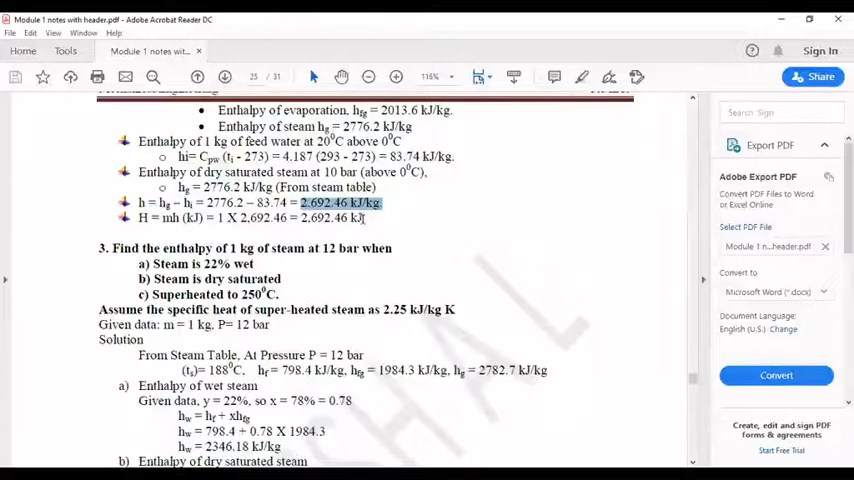 Module 1 notes with header.pdf - Adobe Acrobat Reader DC
File Edit View Window Help
Home Tools Module 1 notes wit... × Sign In
25 / 31 116% Share
Enthalpy of evaporation, hfg = 2013.6 kJ/kg.
Enthalpy of steam hg = 2776.2 kJ/kg
Enthalpy of 1 kg of feed water at 20⁰C above 0⁰C
hi= Cpw (ti - 273) = 4.187 (293 - 273) = 83.74 kJ/kg.
Enthalpy of dry saturated steam at 10 bar (above 0⁰C),
hg = 2776.2 kJ/kg (From steam table)
h = hg – hi = 2776.2 – 83.74 = 2,692.46 kJ/kg.
H = mh (kJ) = 1 X 2,692.46 = 2,692.46 kJ
3. Find the enthalpy of 1 kg of steam at 12 bar when
a) Steam is 22% wet
b) Steam is dry saturated
c) Superheated to 250⁰C.
Assume the specific heat of super-heated steam as 2.25 kJ/kg K
Given data: m = 1 kg, P= 12 bar
Solution
From Steam Table, At Pressure P = 12 bar
(ts)= 188⁰C, hf = 798.4 kJ/kg, hfg = 1984.3 kJ/kg, hg = 2782.7 kJ/kg
a) Enthalpy of wet steam
Given data, y = 22%, so x = 78% = 0.78
hw = hf + xhfg
hw = 798.4 + 0.78 X 1984.3
hw = 2346.18 kJ/kg
b) Enthalpy of dry saturated steam
Search...
Export PDF
Adobe Export PDF
Convert PDF Files to Word
or Excel Online
Select PDF File
Module 1 n...header.pdf ×
Convert to
Microsoft Word (*.docx)
Document Language:
English (U.S.) Change
Convert
Create, edit and sign PDF
forms & agreements
Start Free Trial